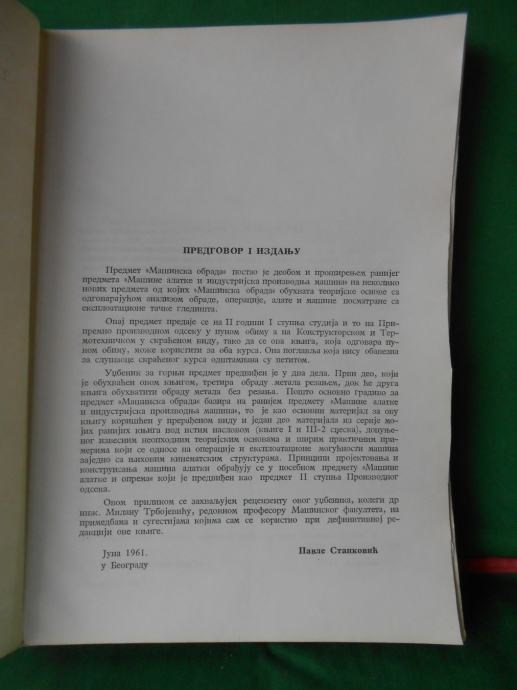 ПРЕДГОВОР I ИЗДАЊУ
Предмет «Машинска обрада» постао је деобом и проширењем ранијег
предмета «Машине алатке и индустријска производња машина» на неколико
нових предмета од којих «Машинска обрада» обухвата теоријске основе са
одговарајућом анализом обраде, операције, алате и машине посматране са
експлоатационе тачке гледишта.
Овај предмет предаје се на II години I ступња студија и то на При-
премно производном одсеку у пуном обиму а на Конструкторском и Тер-
мотехничком у скраћеном виду, тако да се ова књига, која одговара пу-
ном обиму, може користити за оба курса. Она поглавља која нису обавезна
за слушаоце скраћеног курса одштампана су петитом.
Уџбеник за горњи предмет предвиђен је у два дела. Први део, који
је обухваћен овом књигом, третира обраду метала резањем, док ће друга
књига обухватити обраду метала без резања. Пошто основно градиво за
предмет «Машинска обрада» базира на ранијем предмету «Машине алатке
и индустријска производња машина», то је као основни материјал за ову
књигу коришћен у прерађеном виду и један део материјала из серије мо-
јих ранијих књига под истим насловом (књиге I и III-2 свеска), допуње-
ног извесним неопходним теоријским основама и ширим практичним при-
мерима који се односе на операције и експлоатационе могућности машина
заједно са њиховим кинематским структурама. Принципи пројектовања и
конструисања машина алатки обрађују се у посебном предмету «Машине
алатке и опрема» који је предвиђен као предмет II ступња Производног
одсека.
Овом приликом се захваљујем рецензенту овог уџбеника, колеги др
инж. Милану Трбојевићу, редовном професору Машинског факултета, на
примедбама и сугестијама којима сам се користио при дефинитивној ре-
дакцији ове књиге.
Јуна 1961.
Павле Станковић
у Београду